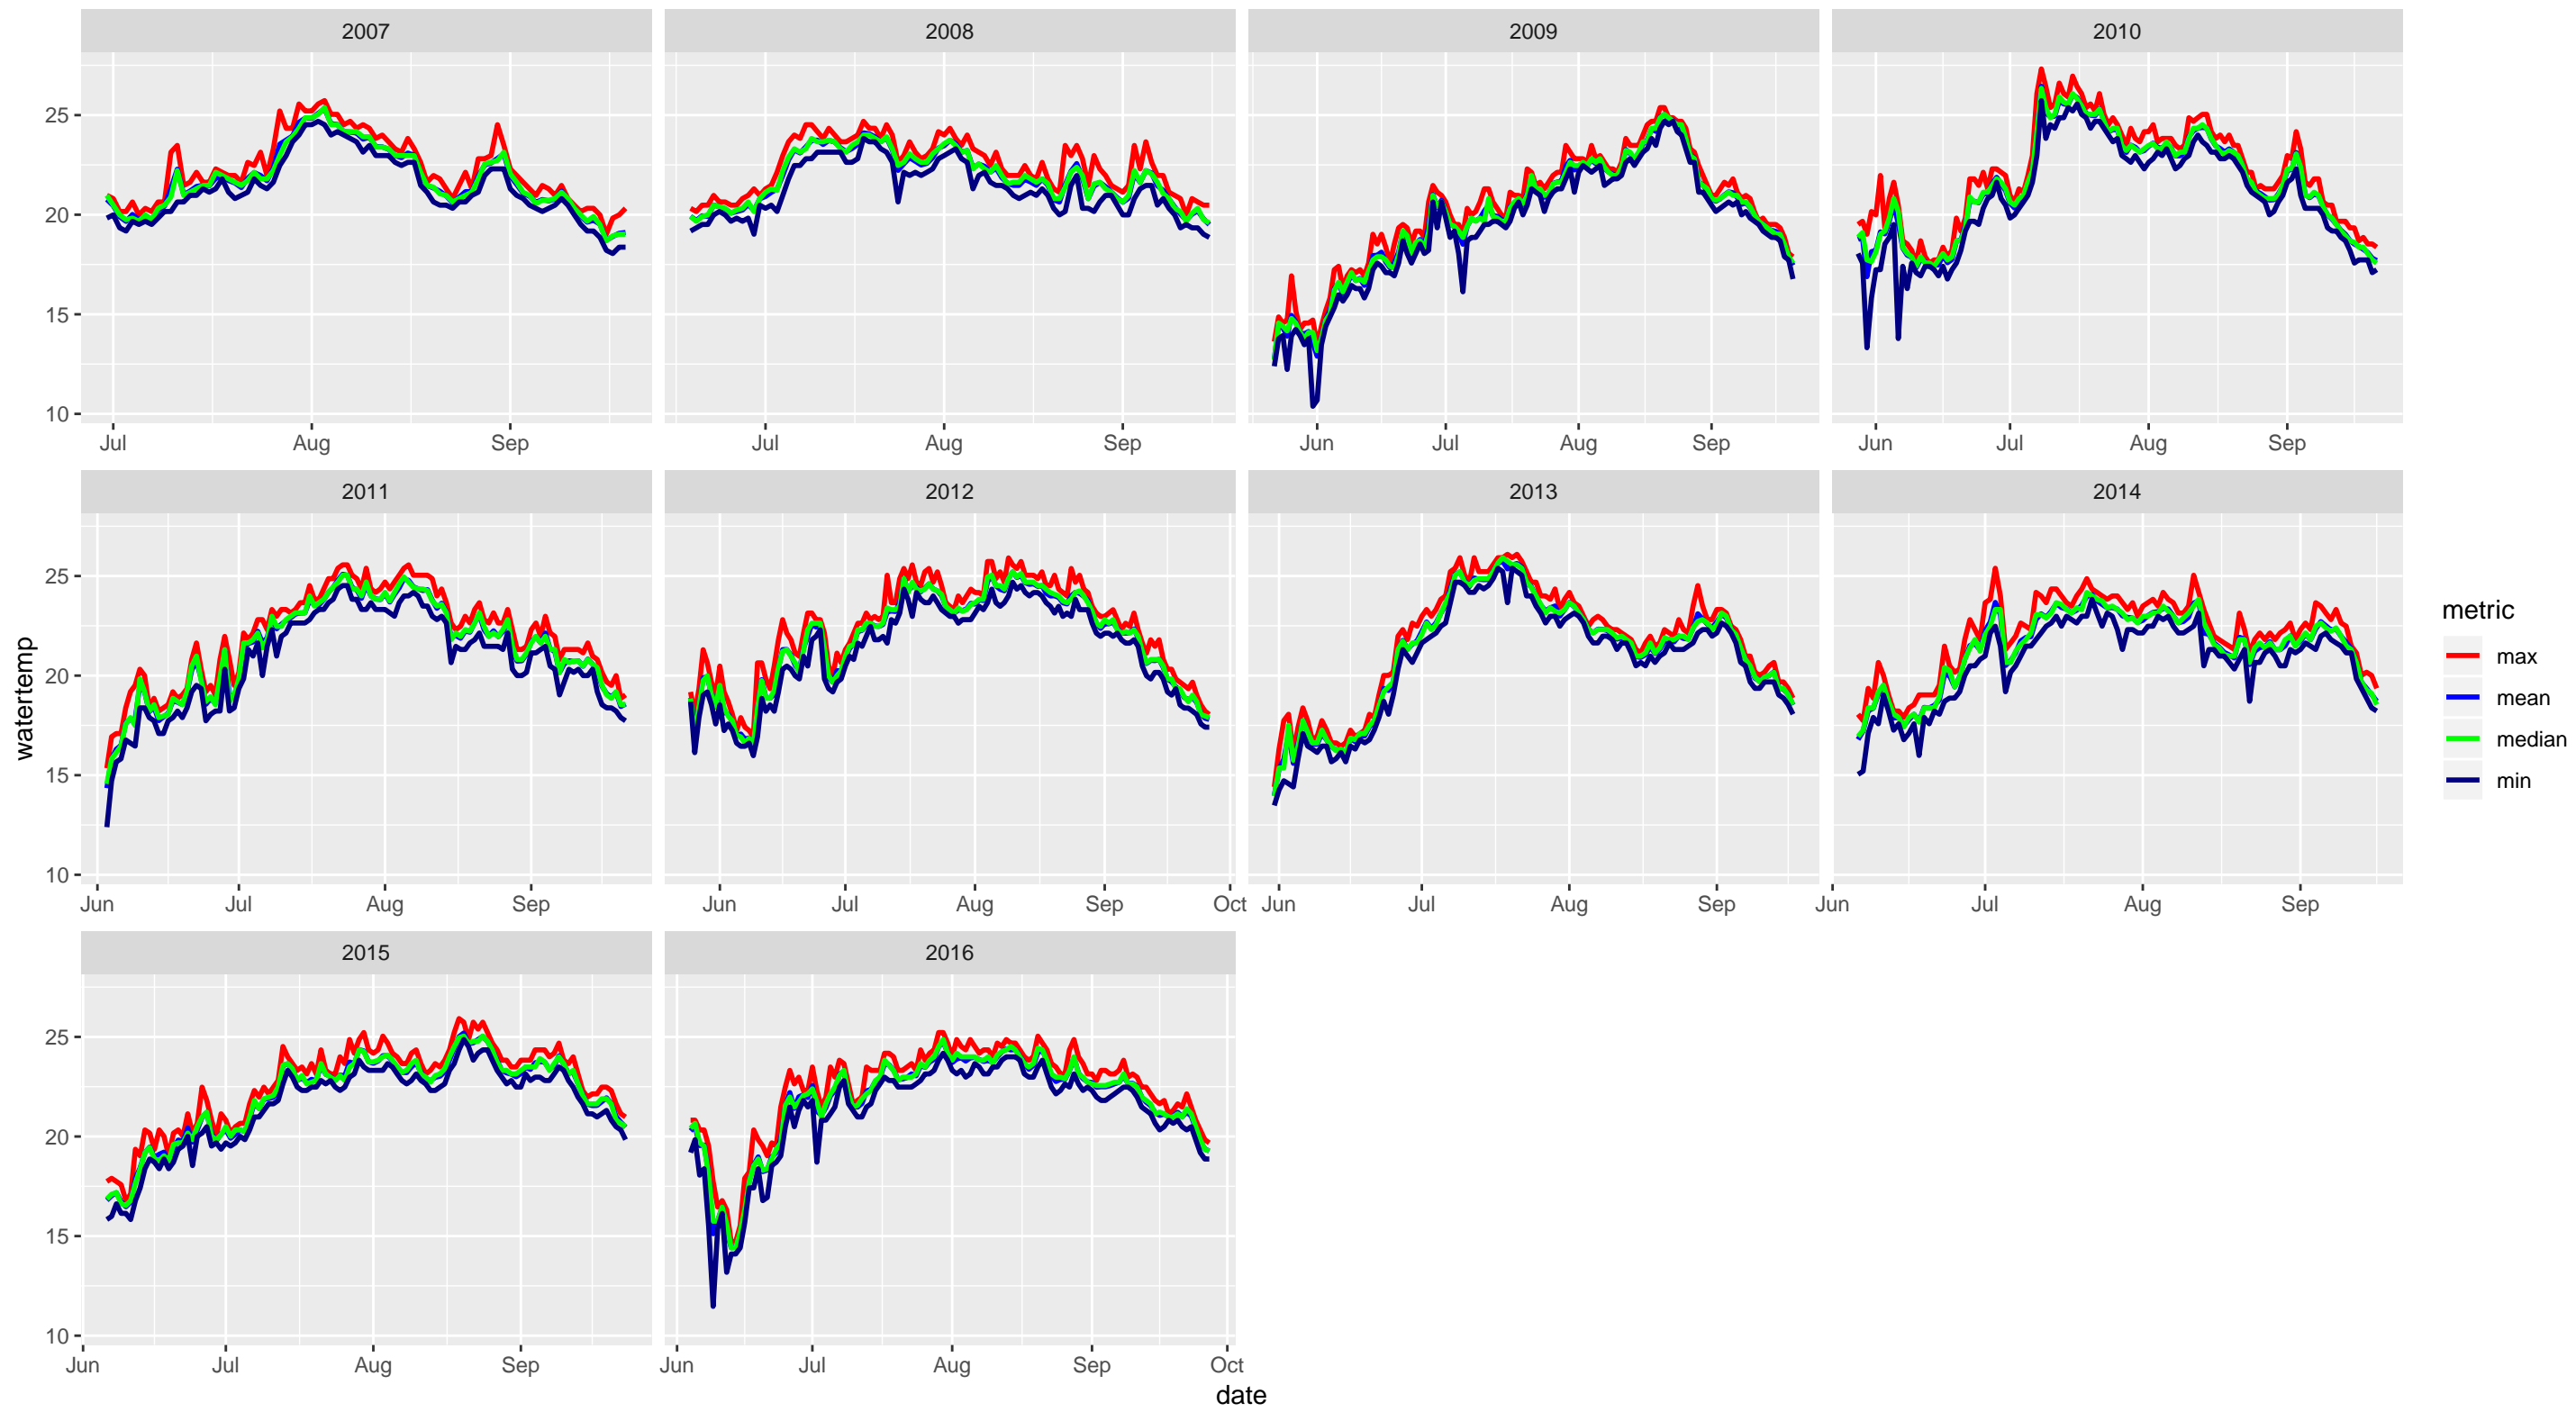 2007 2008 2009 2010
25
20
15
10
Jul Aug Sep Jul Aug Sep Jun Jul Aug Sep Jun Jul Aug Sep
2011 2012 2013 2014
25
20
15
10
Jun Jul Aug Sep Jun Jul Aug Sep Oct Jun Jul Aug Sep Jun Jul Aug Sep
2015 2016
25
20
15
10
Jun Jul Aug Sep Jun Jul Aug Sep Oct
date
watertemp
metric
max
mean
median
min